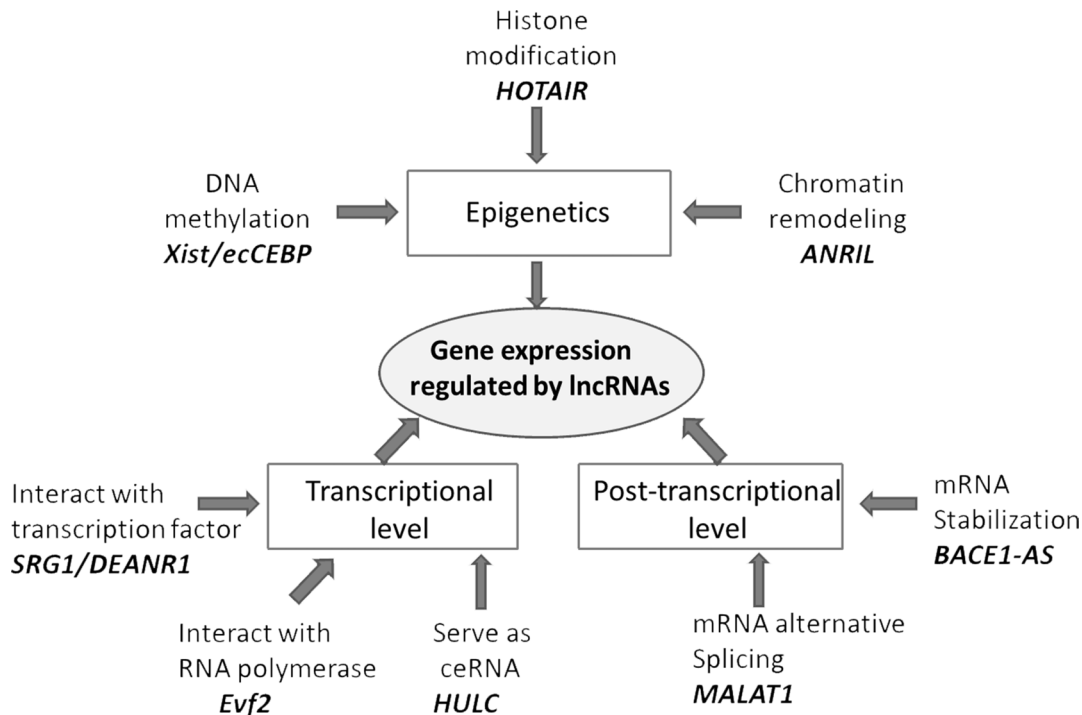 Histone
modification
HOTAIR
DNA
methylation
Xist/ecCEBP
Epigenetics
Chromatin
remodeling
ANRIL
Gene expression
regulated by lncRNAs
Interact with
transcription factor
SRG1/DEANR1
Transcriptional
level
Post-transcriptional
level
mRNA
Stabilization
BACE1-AS
Interact with
RNA polymerase
Evf2
Serve as
ceRNA
HULC
mRNA alternative
Splicing
MALAT1